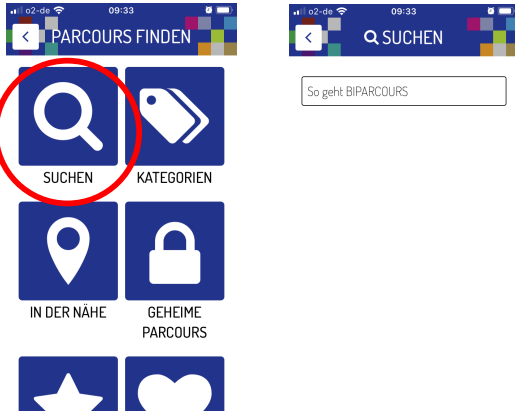 o2-de 09:33
PARCOURS FINDEN
SUCHEN KATEGORIEN
IN DER NÄHE GEHEIME PARCOURS
o2-de 09:33
SUCHEN
So geht BIPARCOURS